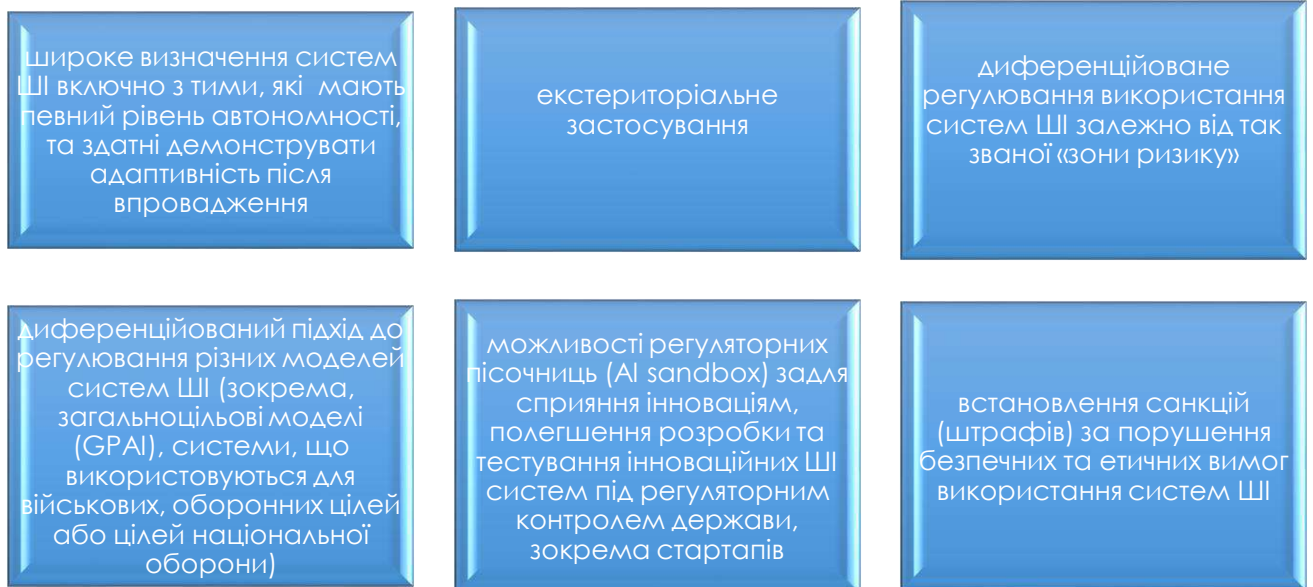 широке визначення систем
ШІ включно з тими, які мають
певний рівень автономності,
та здатні демонструвати
адаптивність після
впровадження
екстериторіальне
застосування
диференційоване
регулювання використання
систем ШІ залежно від так
званої «зони ризику»
диференційований підхід до
регулювання різних моделей
систем ШІ (зокрема,
загальноцільові моделі
(GPAI), системи, що
використовуються для
військових, оборонних цілей
або цілей національної
оборони)
можливості регуляторних
пісочниць (AI sandbox) задля
сприяння інноваціям,
полегшення розробки та
тестування інноваційних ШІ
систем під регуляторним
контролем держави,
зокрема стартапів
встановлення санкцій
(штрафів) за порушення
безпечних та етичних вимог
використання систем ШІ